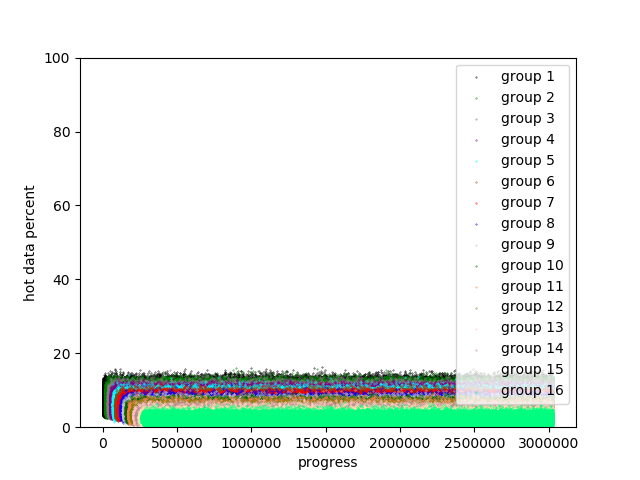 100
80
60
40
20
0
hot data percent
0
500000
1000000
1500000
2000000
2500000
3000000
progress
group 1
group 2
group 3
group 4
group 5
group 6
group 7
group 8
group 9
group 10
group 11
group 12
group 13
group 14
group 15
group 16